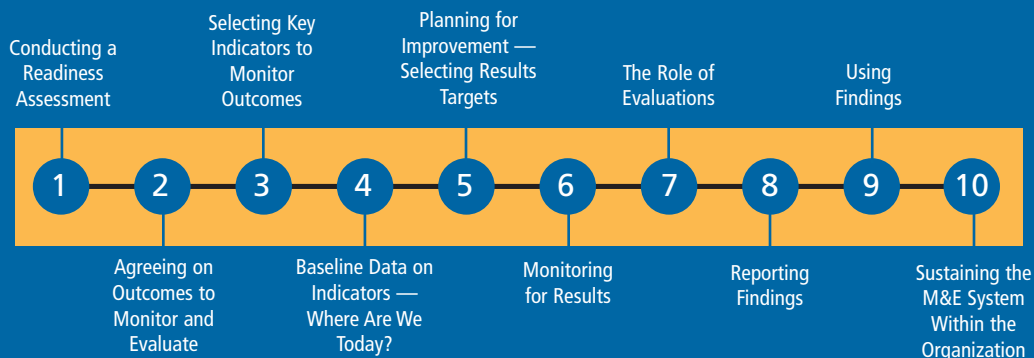 Conducting a
Readiness
Assessment
Selecting Key
Indicators to
Monitor
Outcomes
Planning for
Improvement —
Selecting Results
Targets
The Role of
Evaluations
Using
Findings
1
2
3
4
5
6
7
8
9
10
Agreeing on
Outcomes to
Monitor and
Evaluate
Baseline Data on
Indicators —
Where Are We
Today?
Monitoring
for Results
Reporting
Findings
Sustaining the
M&E System
Within the
Organization